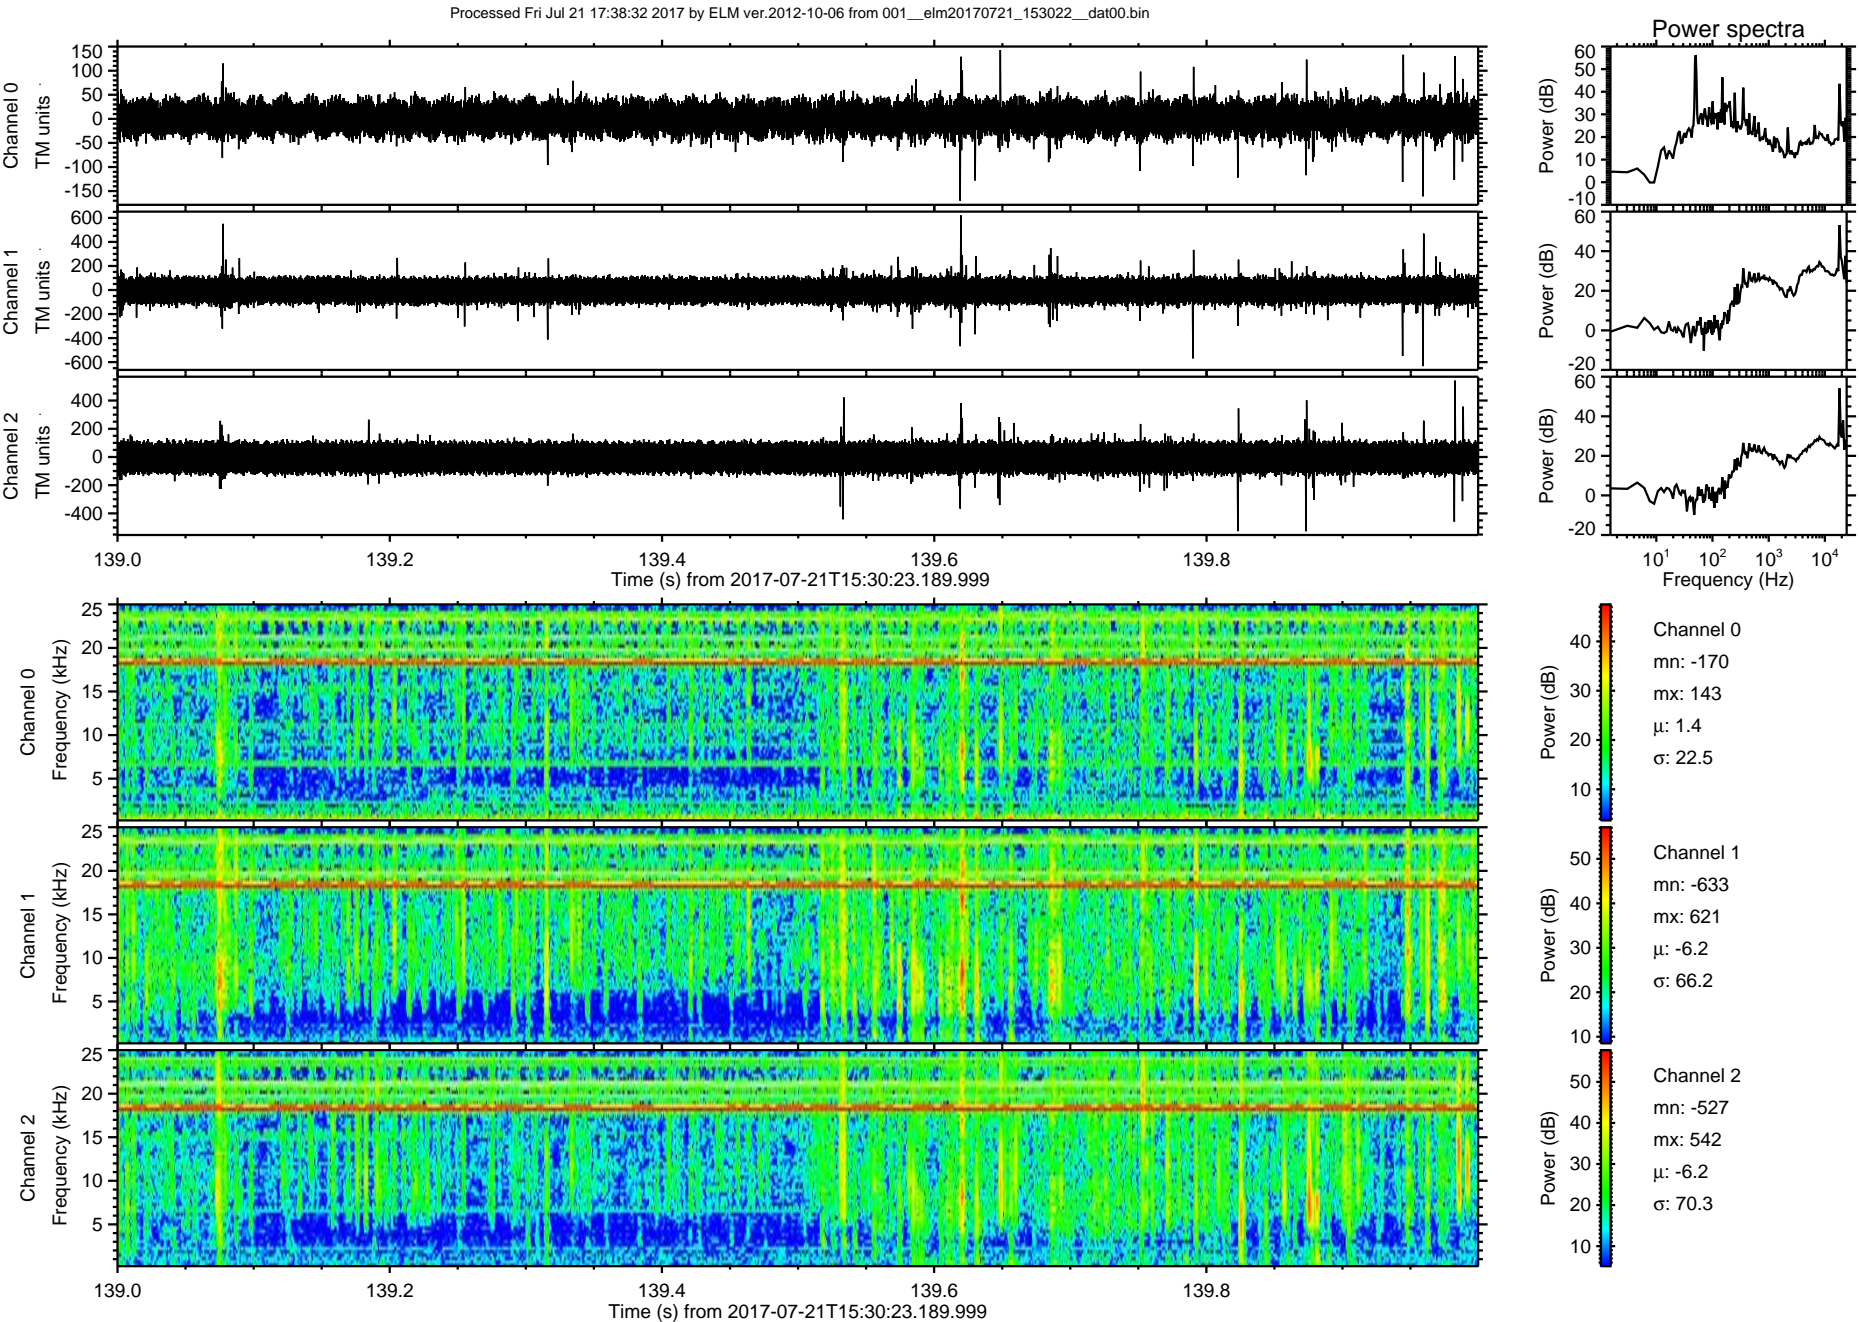 Processed Fri Jul 21 17:38:32 2017 by ELM ver.2012-10-06 from 001__elm20170721_153022__dat00.bin
Power spectra
Channel 0
TM units
150
100
50
0
-50
-100
-150
Power (dB)
60
50
40
30
20
10
0
-10
Channel 1
TM units
600
400
200
0
-200
-400
-600
Power (dB)
60
40
20
0
-20
Channel 2
TM units
400
200
0
-200
-400
Power (dB)
60
40
20
0
-20
139.0 139.2 139.4 139.6 139.8
Time (s) from 2017-07-21T15:30:23.189.999
10¹ 10² 10³ 10⁴
Frequency (Hz)
Channel 0
Frequency (kHz)
25
20
15
10
5
Power (dB)
40
30
20
10
Channel 0
mn: -170
mx: 143
µ: 1.4
σ: 22.5
Channel 1
Frequency (kHz)
25
20
15
10
5
Power (dB)
50
40
30
20
10
Channel 1
mn: -633
mx: 621
µ: -6.2
σ: 66.2
Channel 2
Frequency (kHz)
25
20
15
10
5
Power (dB)
50
40
30
20
10
Channel 2
mn: -527
mx: 542
µ: -6.2
σ: 70.3
139.0 139.2 139.4 139.6 139.8
Time (s) from 2017-07-21T15:30:23.189.999